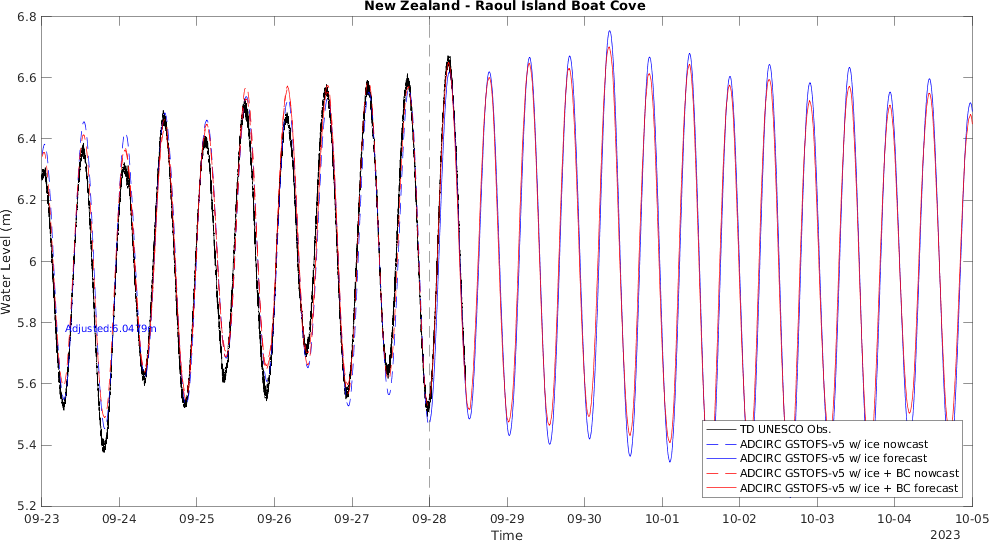 New Zealand - Raoul Island Boat Cove
6.8
6.6
6.4
6.2
6
5.8
5.6
5.4
5.2
Water Level (m)
Adjusted:6.0479m
TD UNESCO Obs.
ADCIRC GSTOFS-v5 w/ ice nowcast
ADCIRC GSTOFS-v5 w/ ice forecast
ADCIRC GSTOFS-v5 w/ ice + BC nowcast
ADCIRC GSTOFS-v5 w/ ice + BC forecast
09-23 09-24 09-25 09-26 09-27 09-28 09-29 09-30 10-01 10-02 10-03 10-04 10-05
Time
2023